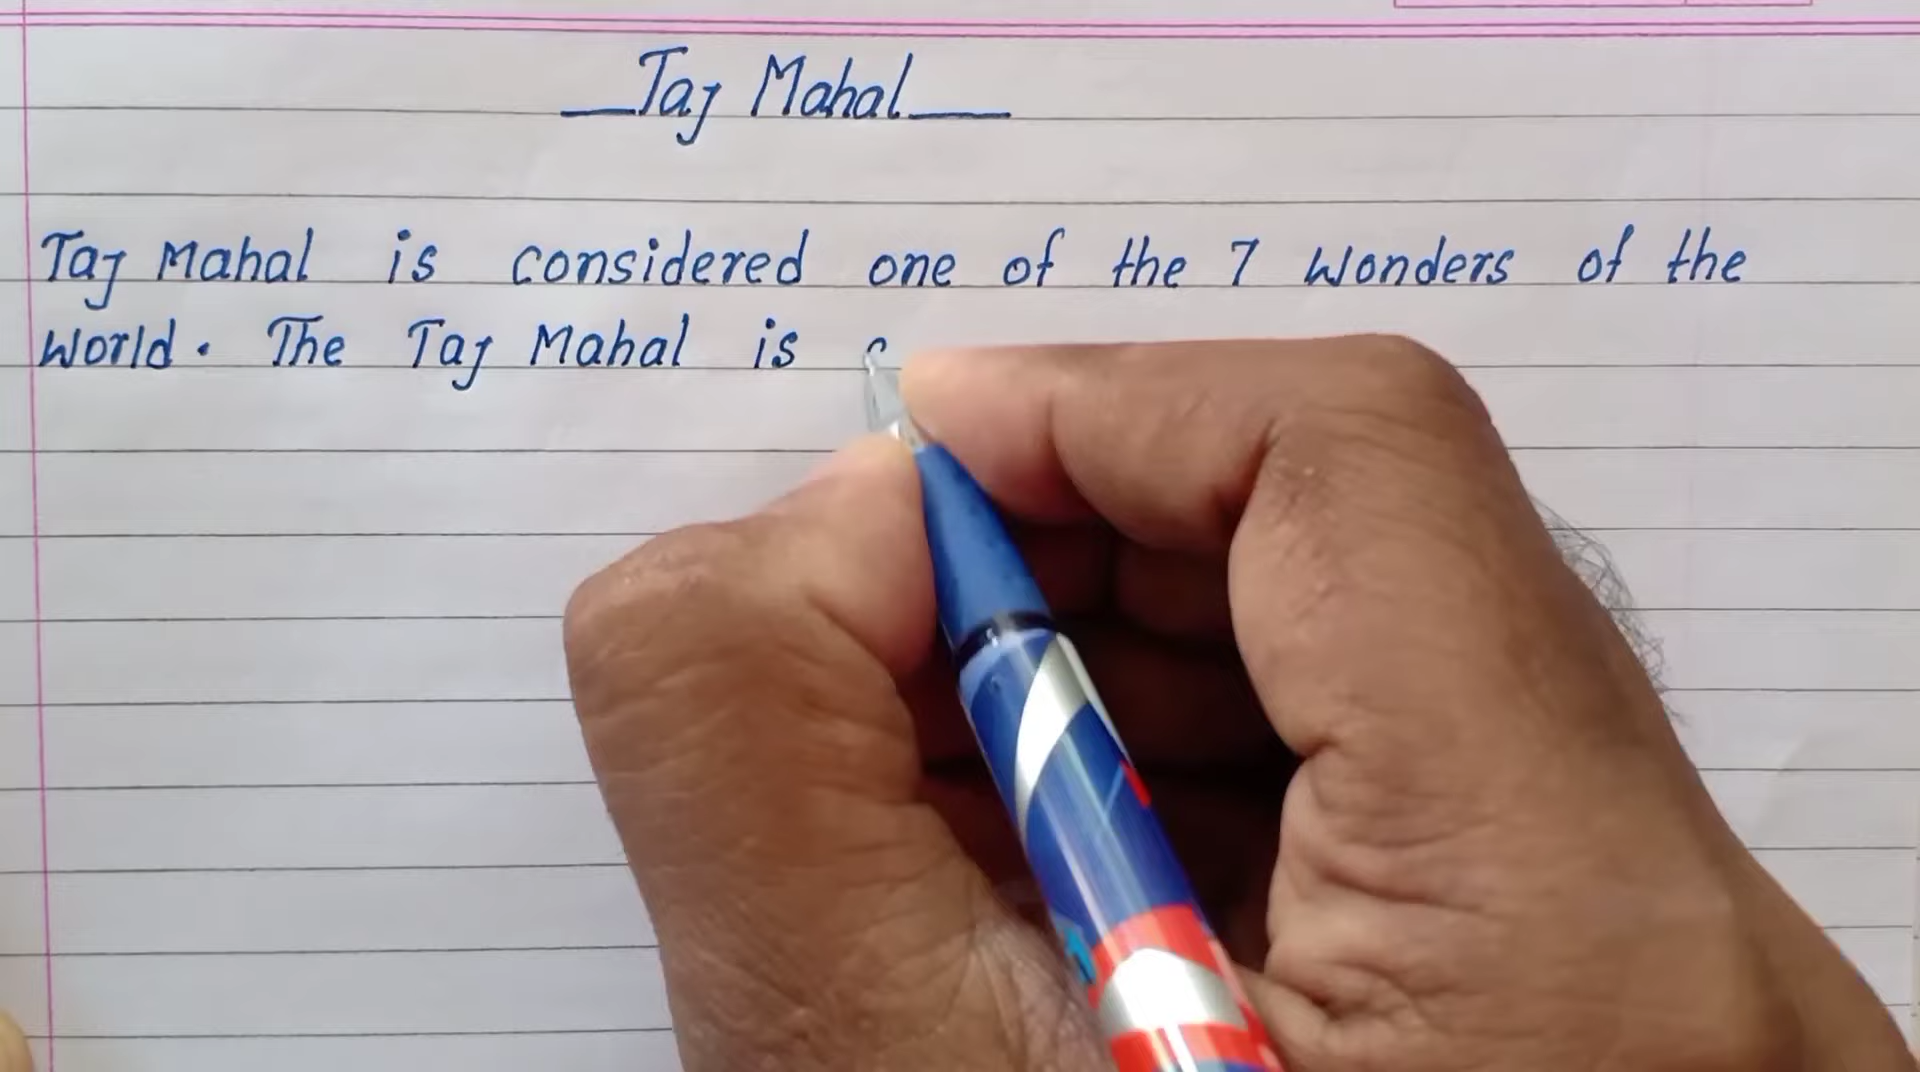 Taj Mahal
Taj Mahal is considered one of the 7 wonders of the
world. The Taj Mahal is